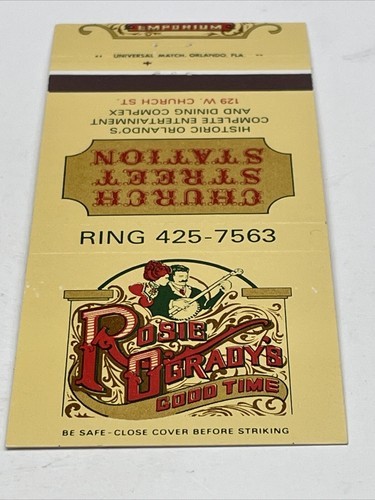 EMPORIUM
UNIVERSAL MATCH, ORLANDO, FLA.
129 W. CHURCH ST.
AND DINING COMPLEX
COMPLETE ENTERTAINMENT
HISTORIC ORLANDO'S
STATION
STREET
CHURCH
RING 425-7563
ROSIE
O'GRADY'S
GOOD TIME
BE SAFE-CLOSE COVER BEFORE STRIKING